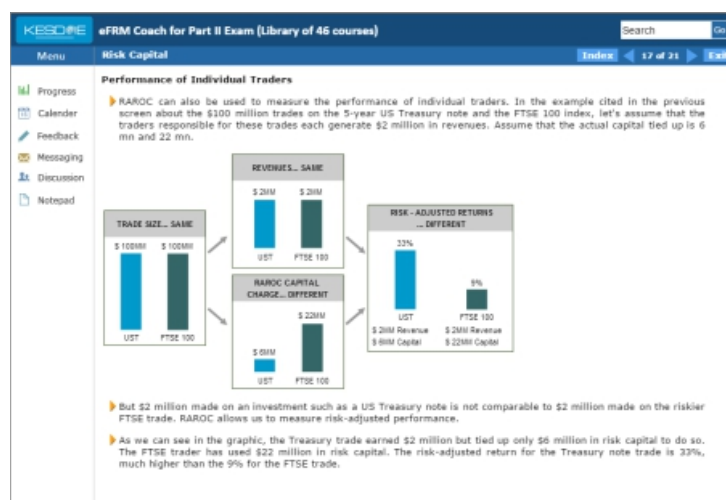 KESDEE eFRM Coach for Part II Exam (Library of 46 courses) Search Go
Menu Risk Capital Index 17 of 21 Exit
Performance of Individual Traders
Progress
Calender
Feedback
Messaging
Discussion
Notepad
RAROC can also be used to measure the performance of individual traders. In the example cited in the previous
screen about the $100 million trades on the 5-year US Treasury note and the FTSE 100 index, let's assume that the
traders responsible for these trades each generate $2 million in revenues. Assume that the actual capital tied up is 6
mn and 22 mn.
REVENUES... SAME
$ 2MM $ 2MM
UST FTSE 100
TRADE SIZE... SAME
$ 100MM $ 100MM
UST FTSE 100
RAROC CAPITAL
CHARGE... DIFFERENT
$ 22MM
$ 6MM
UST FTSE 100
RISK - ADJUSTED RETURNS
... DIFFERENT
33%
9%
UST FTSE 100
$ 2MM Revenue $ 2MM Revenue
$ 6MM Capital $ 22MM Capital
But $2 million made on an investment such as a US Treasury note is not comparable to $2 million made on the riskier
FTSE trade. RAROC allows us to measure risk-adjusted performance.
As we can see in the graphic, the Treasury trade earned $2 million but tied up only $6 million in risk capital to do so.
The FTSE trader has used $22 million in risk capital. The risk-adjusted return for the Treasury note trade is 33%,
much higher than the 9% for the FTSE trade.